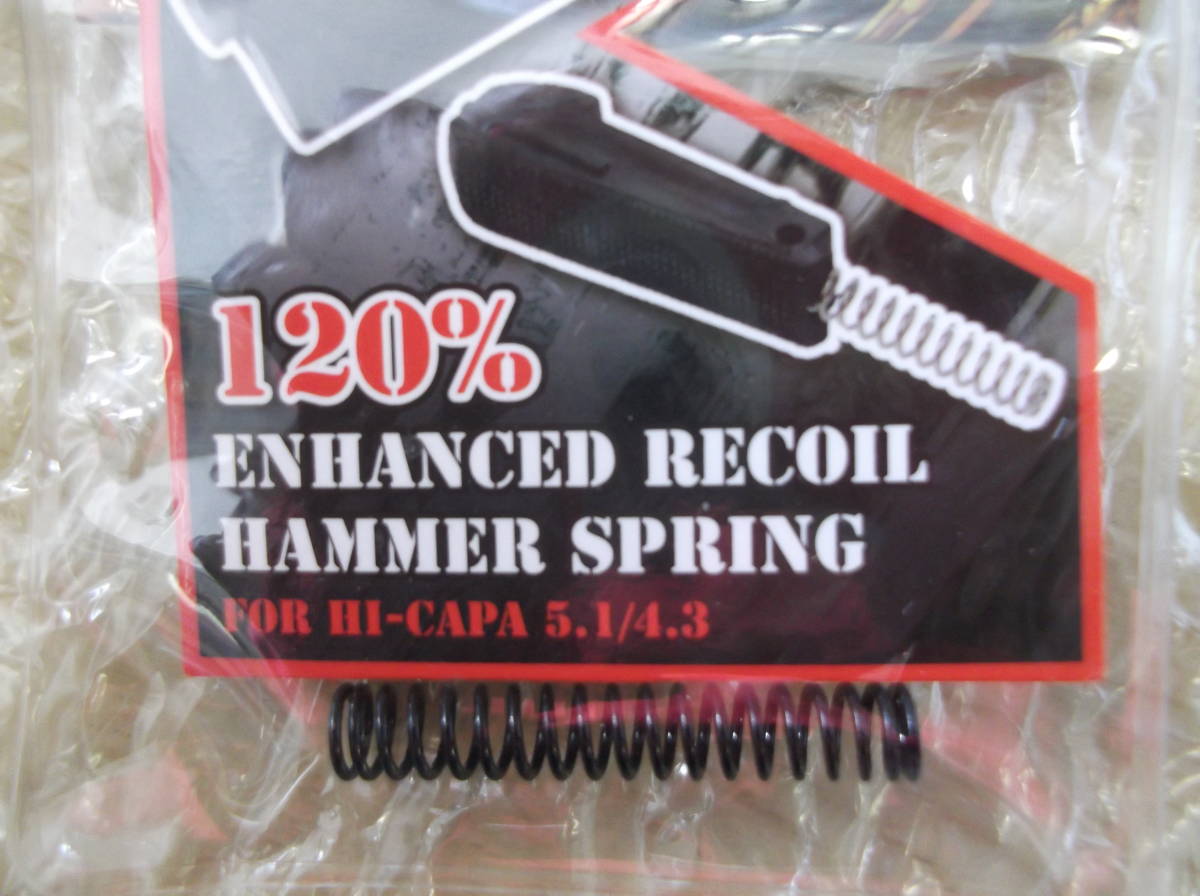 120%
ENHANCED RECOIL
HAMMER SPRING
FOR HI-CAPA 5.1/4.3